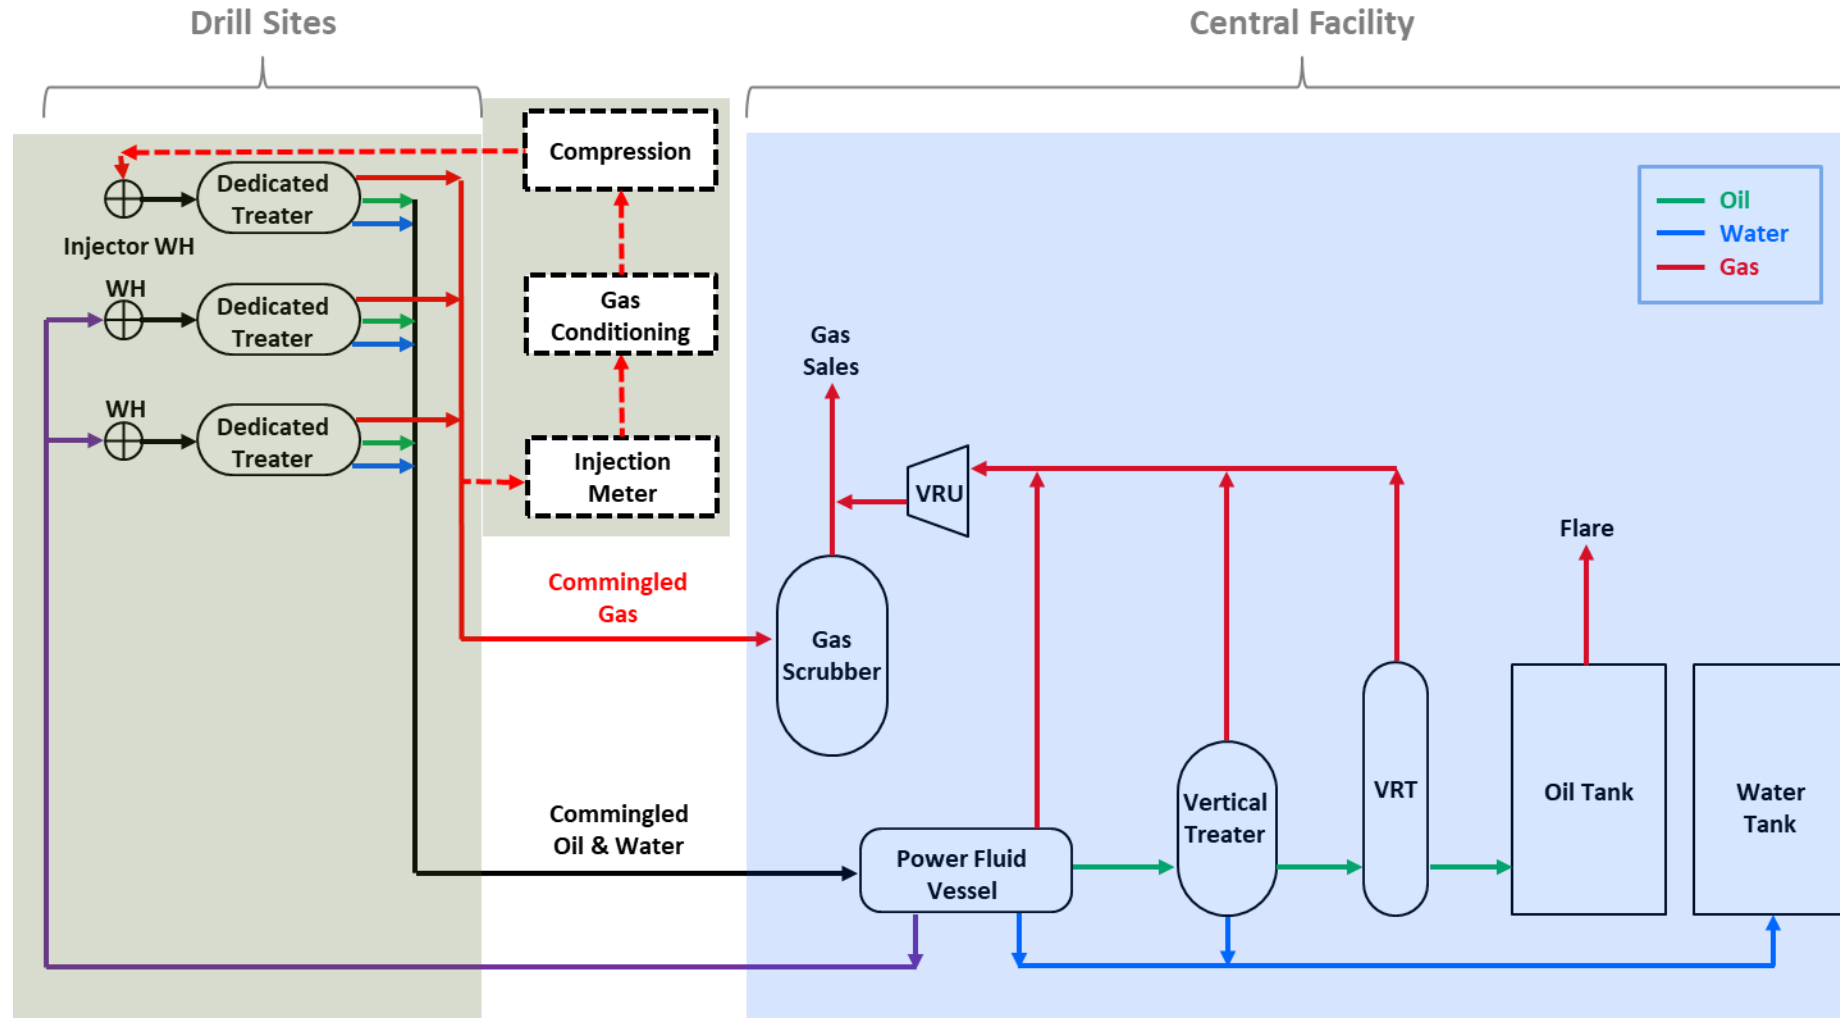 Drill Sites
Central Facility
Compression
Dedicated
Treater
Injector WH
Oil
Water
Gas
WH
Dedicated
Treater
Gas
Conditioning
Gas
Sales
WH
Dedicated
Treater
Injection
Meter
VRU
Flare
Commingled
Gas
Gas
Scrubber
Commingled
Oil & Water
Vertical
Treater
VRT
Oil Tank
Water
Tank
Power Fluid
Vessel